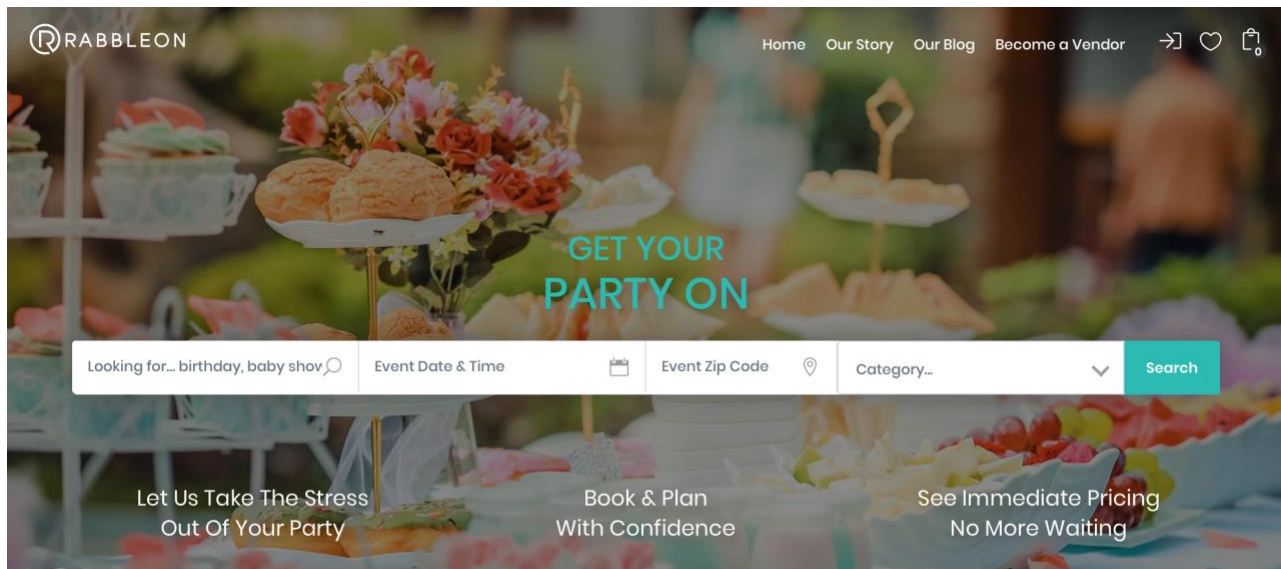 RABBLEON
Home Our Story Our Blog Become a Vendor
0
GET YOUR
PARTY ON
Looking for... birthday, baby show
Event Date & Time
Event Zip Code
Category...
Search
Let Us Take The Stress
Out Of Your Party
Book & Plan
With Confidence
See Immediate Pricing
No More Waiting